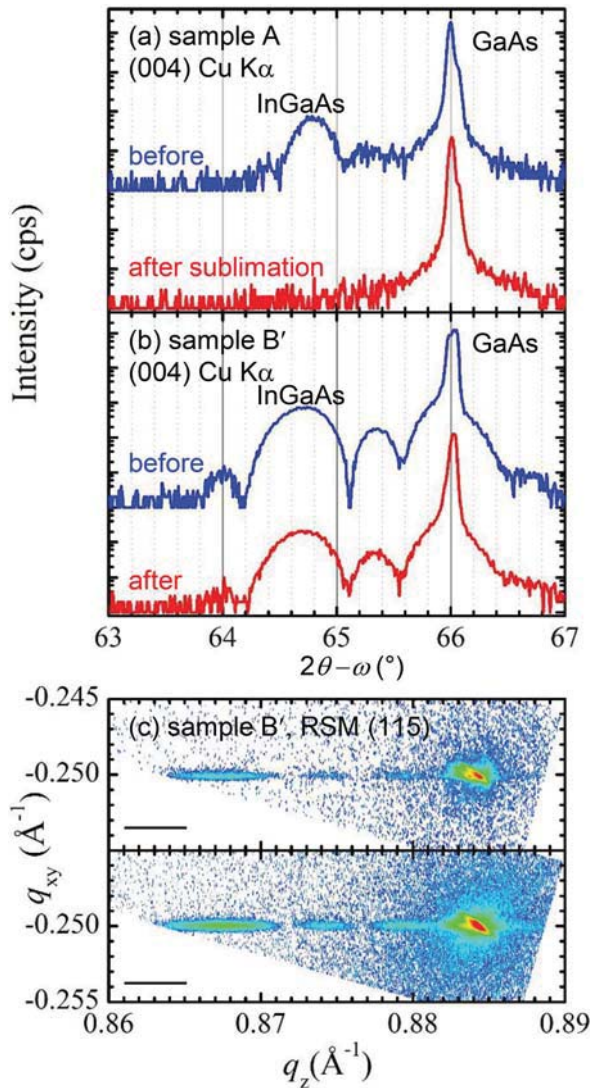 (a) sample A
(004) Cu Kα
GaAs
InGaAs
before
after sublimation
(b) sample B′
(004) Cu Kα
GaAs
InGaAs
before
after
Intensity (cps)
63 64 65 66 67
2θ–ω (°)
(c) sample B′, RSM (115)
-0.245
-0.250
-0.250
-0.255
q_xy (Å⁻¹)
0.86 0.87 0.88 0.89
q_z(Å⁻¹)